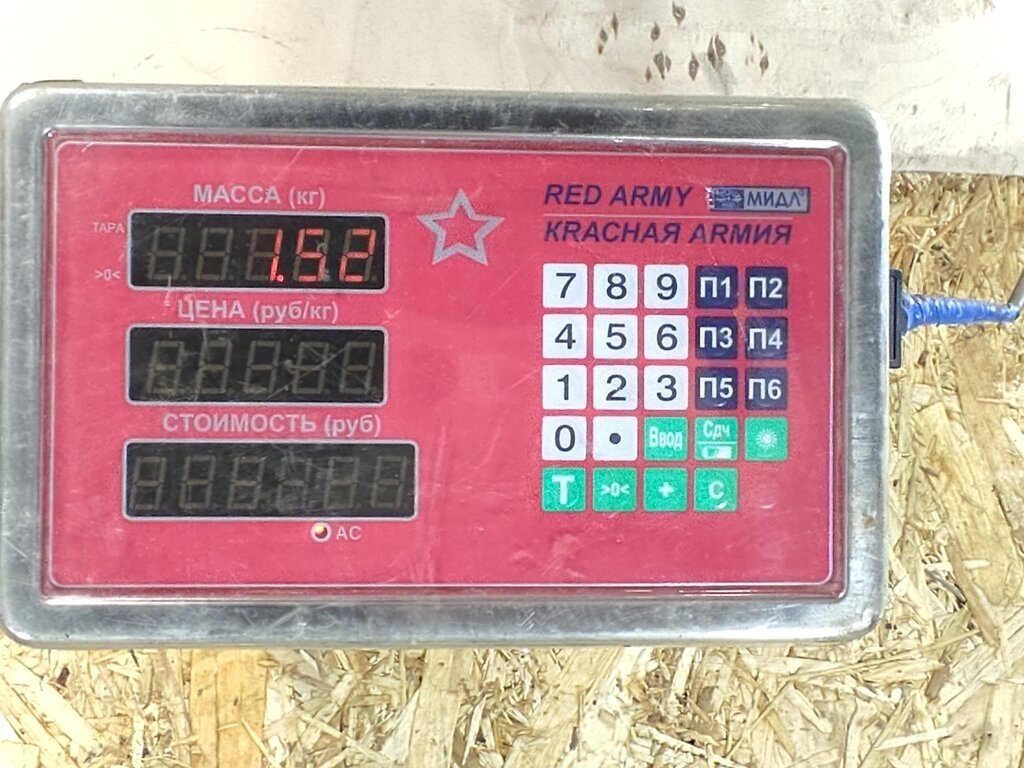 МАССА (кг)
ТАРА
1.52
>0<
ЦЕНА (руб/кг)
СТОИМОСТЬ (руб)
AC
RED ARMY МИДЛ
КРАСНАЯ АРМИЯ
7 8 9 П1 П2
4 5 6 П3 П4
1 2 3 П5 П6
0 • Ввод Сдч
T >0< + C